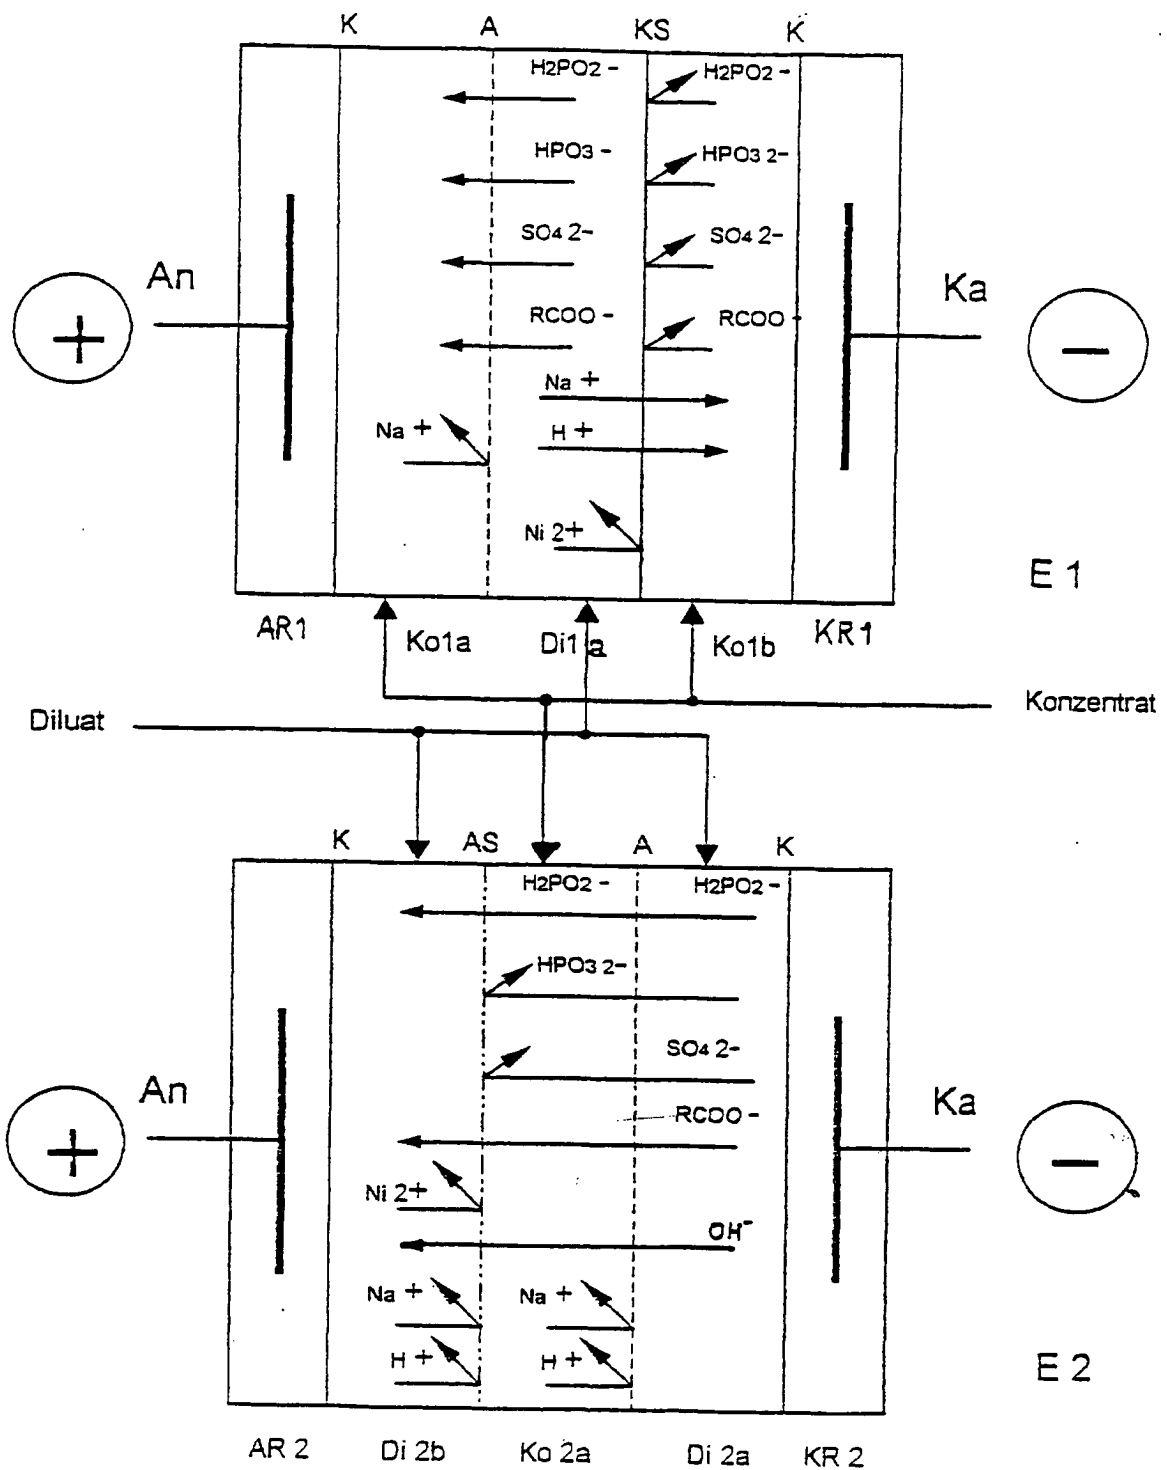 K A KS K
H2PO2 - H2PO2 -
HPO3 - HPO3 2-
SO4 2- SO4 2-
RCOO - RCOO -
An Ka
+ −
Na +
Na + H +
Ni 2+
E 1
AR1 Ko1a Di1a Ko1b KR1
Konzentrat
Diluat
K AS A K
H2PO2 - H2PO2 -
HPO3 2-
SO4 2-
An RCOO - Ka
+ −
Ni 2+
OH-
Na + Na +
H + H +
E 2
AR 2 Di 2b Ko 2a Di 2a KR 2